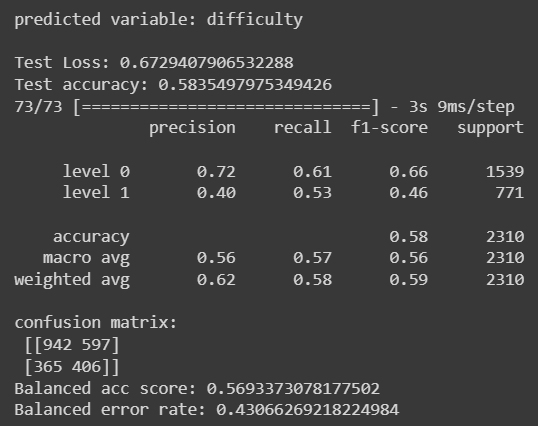 predicted variable: difficulty
Test Loss: 0.6729407906532288
Test accuracy: 0.5835497975349426
73/73 [==============================] - 3s 9ms/step
precision recall f1-score support
level 0 0.72 0.61 0.66 1539
level 1 0.40 0.53 0.46 771
accuracy 0.58 2310
macro avg 0.56 0.57 0.56 2310
weighted avg 0.62 0.58 0.59 2310
confusion matrix:
[[942 597]
[365 406]]
Balanced acc score: 0.5693373078177502
Balanced error rate: 0.43066269218224984